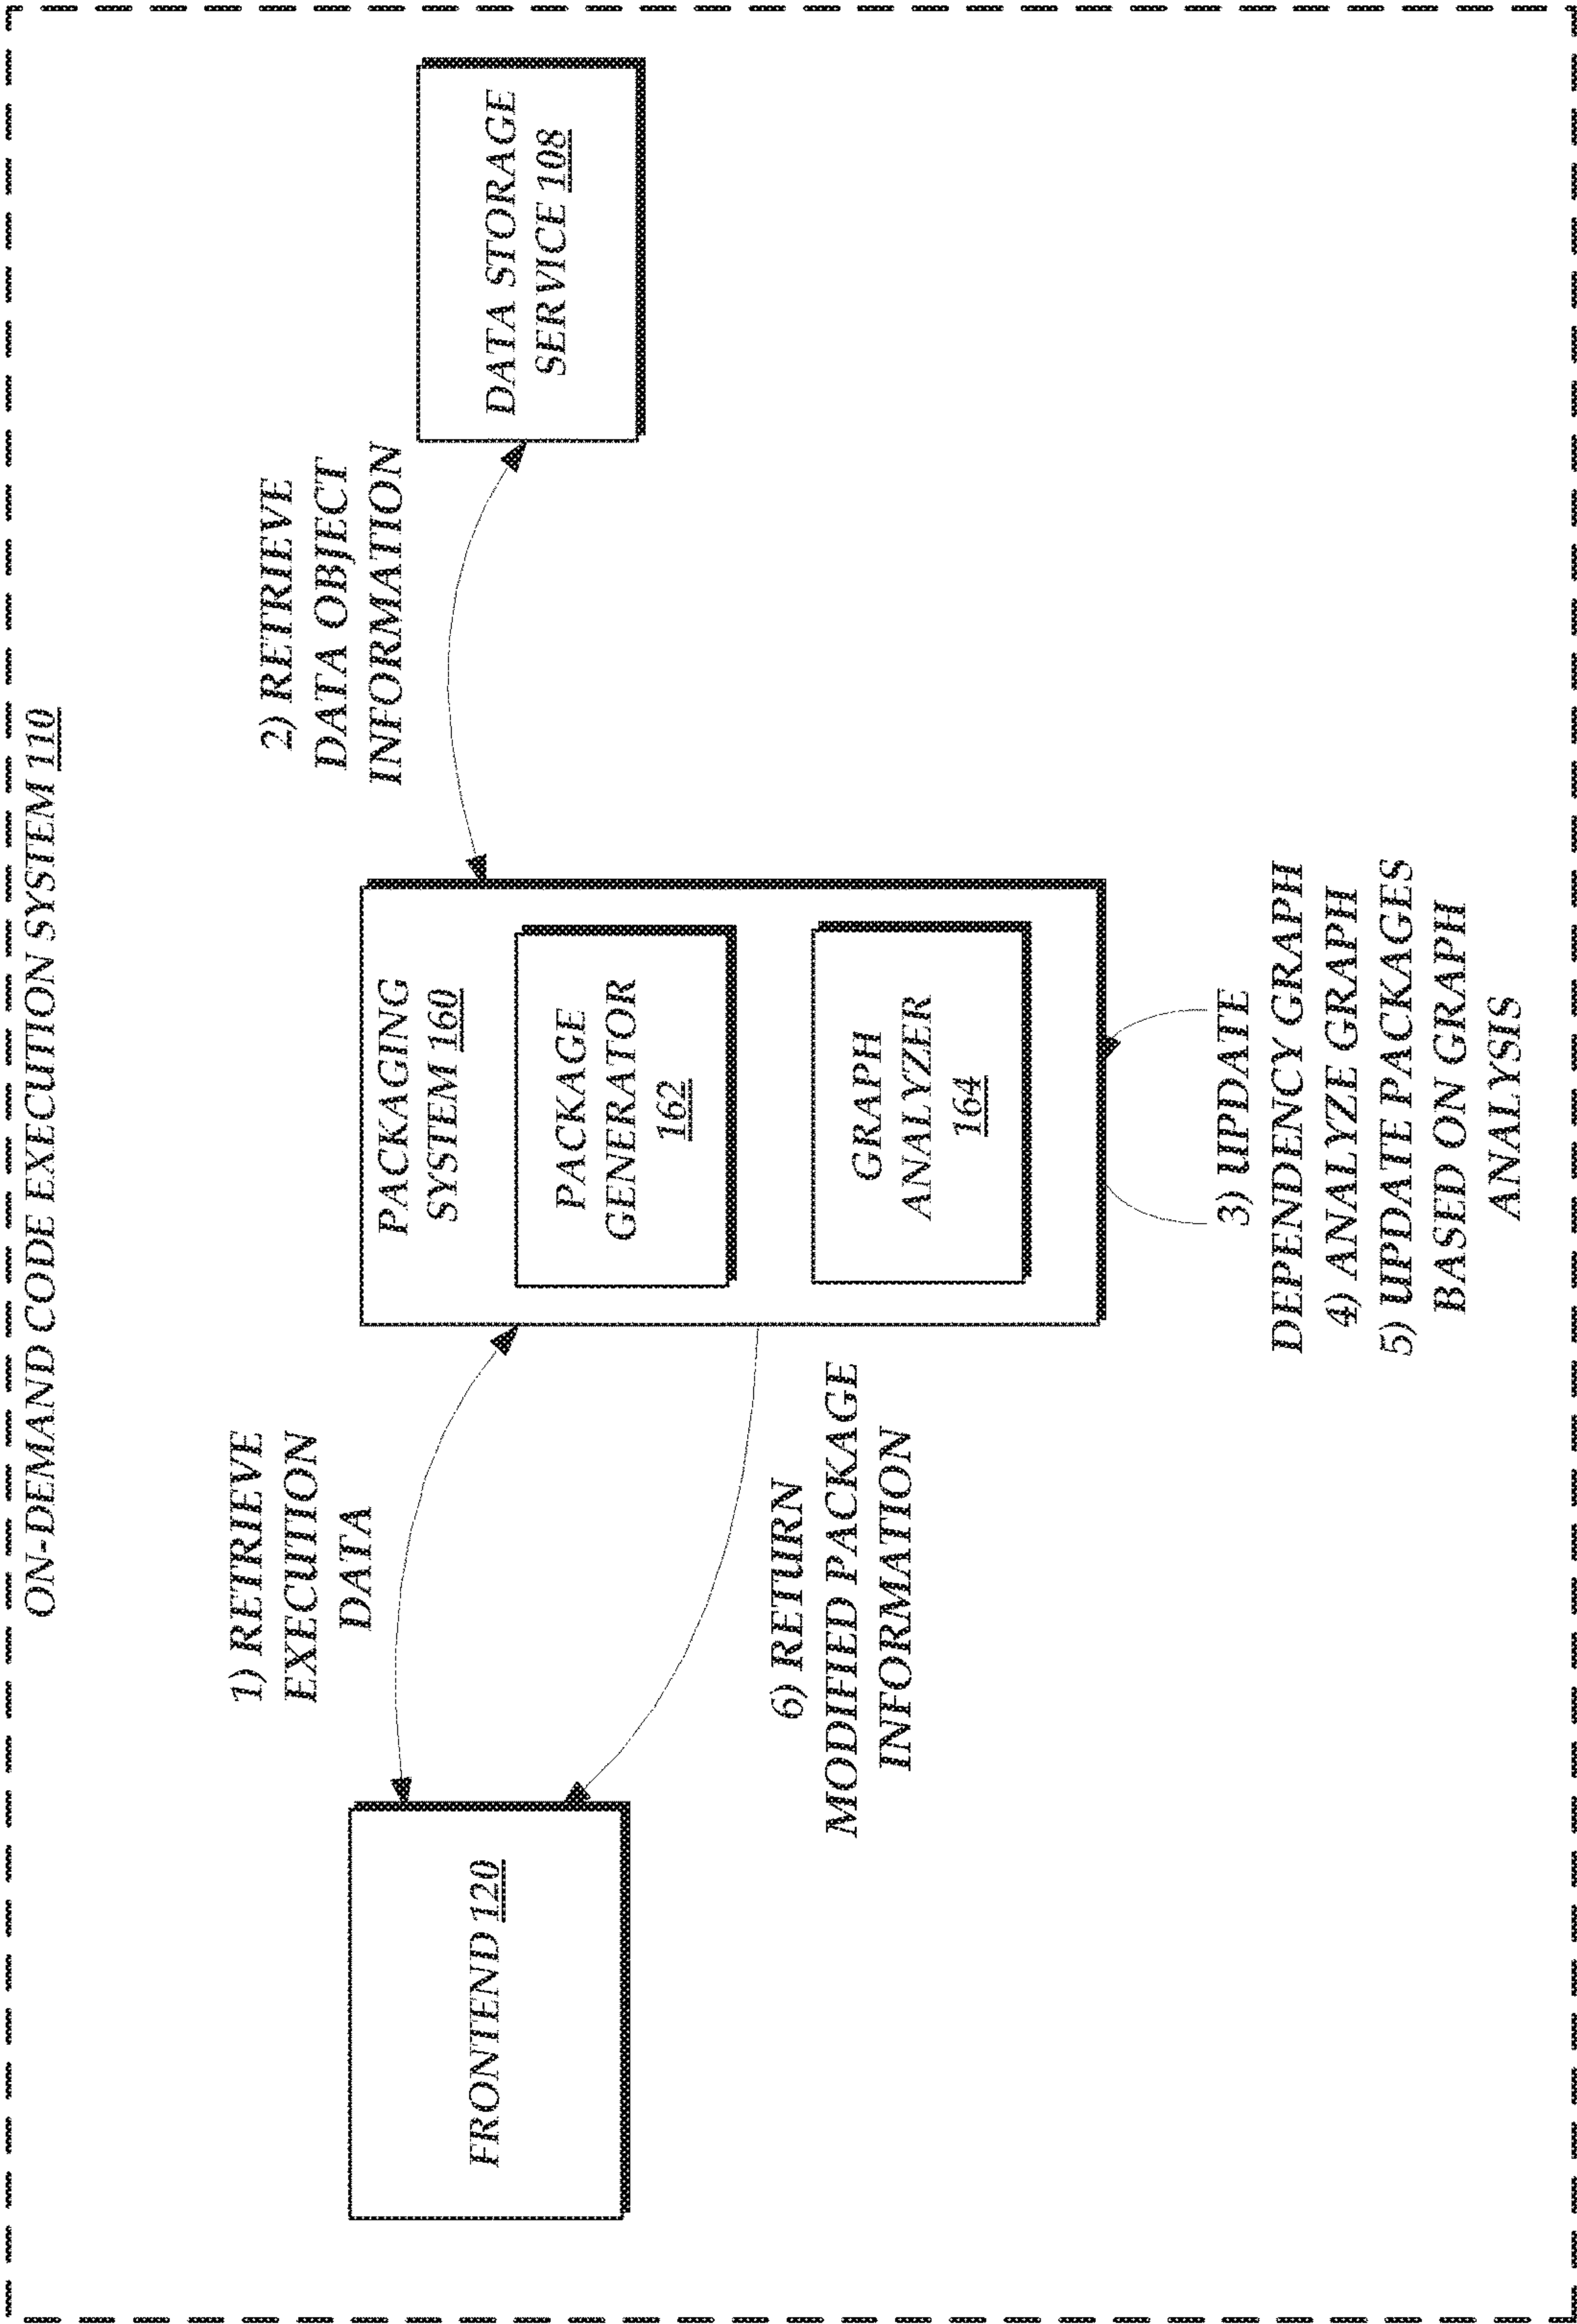 ON-DEMAND CODE EXECUTION SYSTEM 110
1) RETRIEVE
EXECUTION
DATA
2) RETRIEVE
DATA OBJECT
INFORMATION
FRONTEND 120
PACKAGING
SYSTEM 160
PACKAGE
GENERATOR
162
GRAPH
ANALYZER
164
DATA STORAGE
SERVICE 108
6) RETURN
MODIFIED PACKAGE
INFORMATION
3) UPDATE
DEPENDENCY GRAPH
4) ANALYZE GRAPH
5) UPDATE PACKAGES
BASED ON GRAPH
ANALYSIS